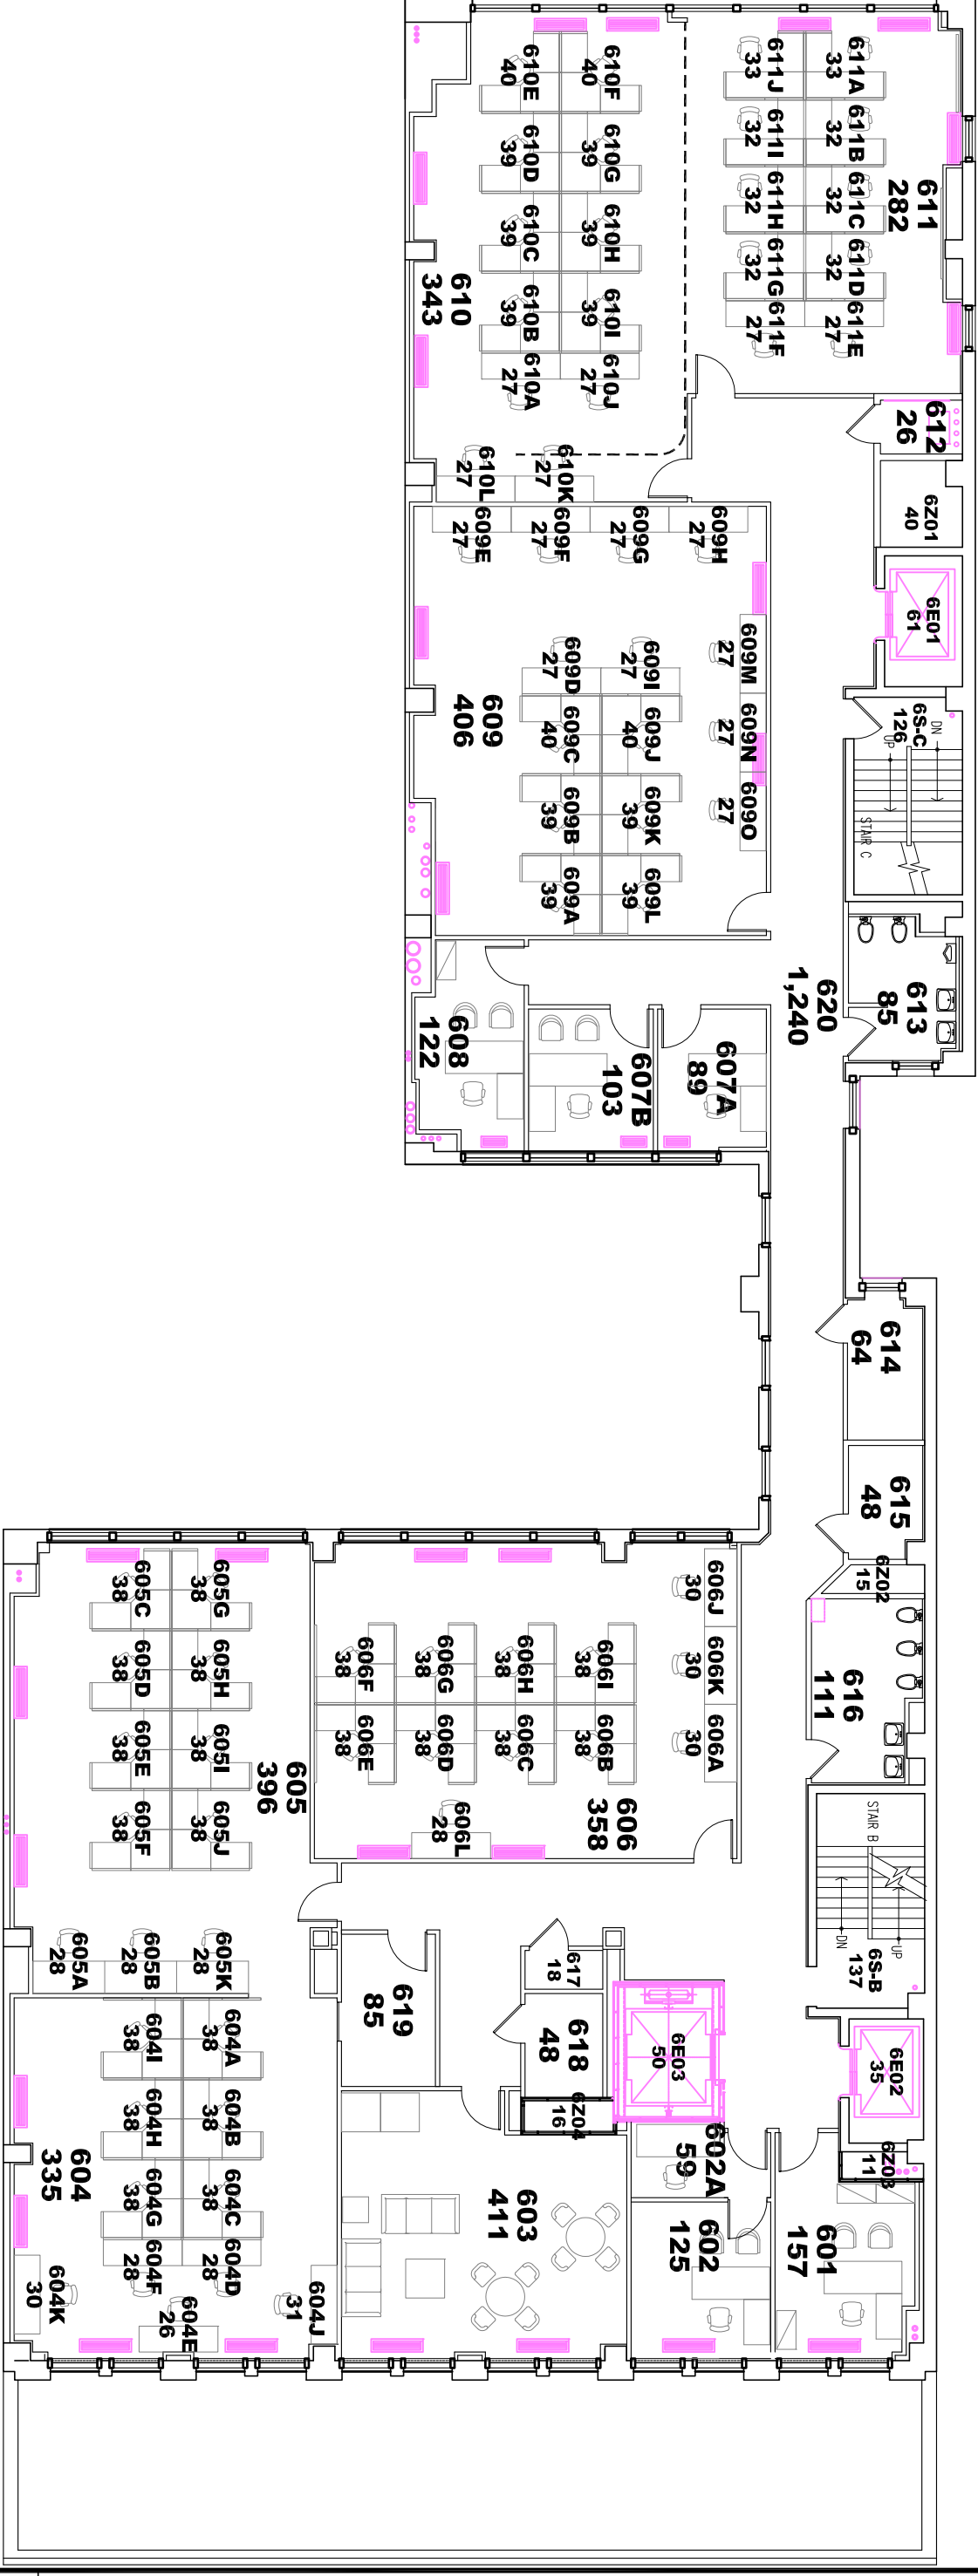 611A
33
611B
32
611C
32
611D
32
611E
27
611J
33
611I
32
611H
32
611G
32
611F
27
611
282
610F
40
610G
39
610H
39
610I
39
610J
27
610E
40
610D
39
610C
39
610B
39
610A
27
610
343
610L
27
610K
27
612
26
6Z01
40
6E01
61
6S-C
126
DN
UP
STAIR C
609E
27
609F
27
609G
27
609H
27
609M
27
609N
27
609O
27
609D
27
609I
27
609C
40
609J
40
609B
39
609K
39
609A
39
609L
39
609
406
613
85
620
1,240
608
122
607B
103
607A
89
614
64
615
48
6Z02
15
616
111
STAIR B
UP
DN
6S-B
137
605C
38
605G
38
605D
38
605H
38
605E
38
605I
38
605F
38
605J
38
605
396
605A
28
605B
28
605K
28
606J
30
606K
30
606A
30
606F
38
606G
38
606H
38
606I
38
606E
38
606D
38
606C
38
606B
38
606L
28
606
358
617
18
618
48
619
85
6E03
50
6E02
35
6Z04
16
6Z03
11
604I
38
604A
38
604H
38
604B
38
604G
38
604C
38
604F
28
604D
28
604K
30
604E
26
604J
31
604
335
603
411
602A
59
602
125
601
157